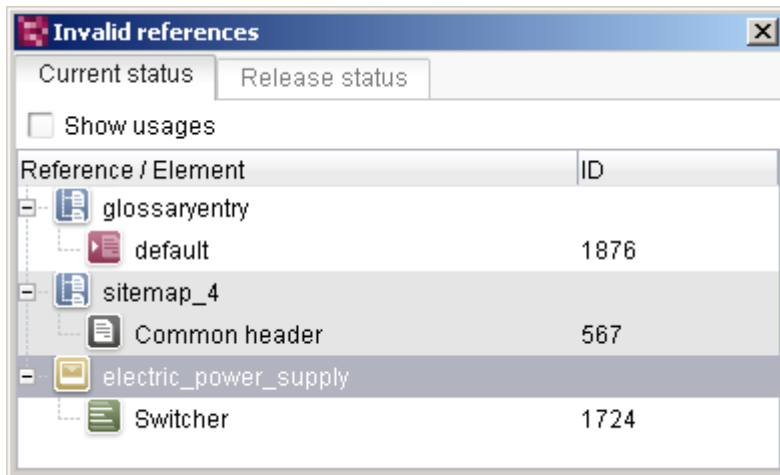 Invalid references
Current status Release status
Show usages
Reference / Element ID
glossaryentry
default 1876
sitemap_4
Common header 567
electric_power_supply
Switcher 1724